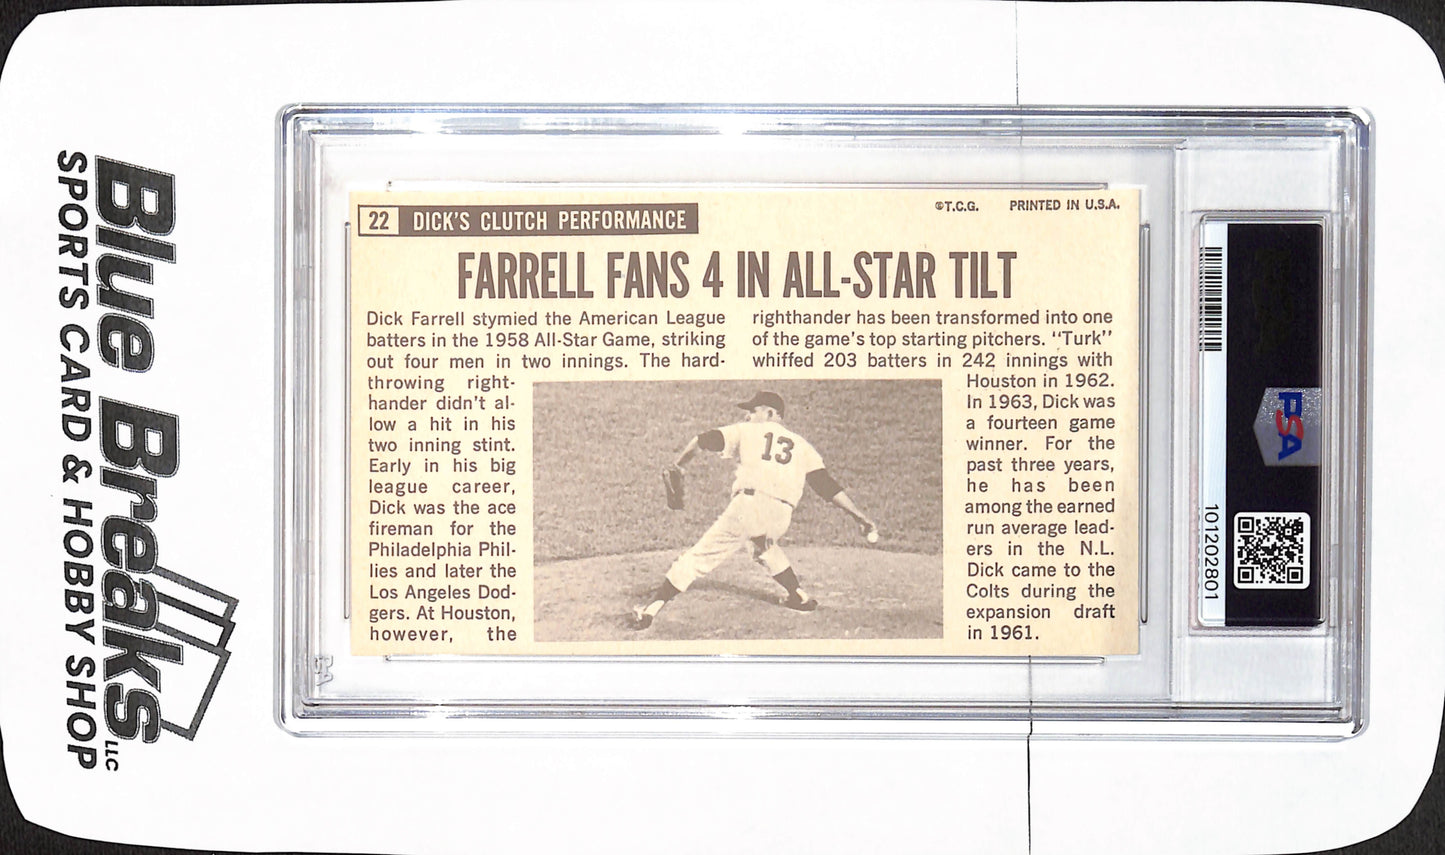 Blue Breaks LLC
SPORTS CARD & HOBBY SHOP
22 DICK'S CLUTCH PERFORMANCE
©T.C.G. PRINTED IN U.S.A.
FARRELL FANS 4 IN ALL-STAR TILT
Dick Farrell stymied the American League
batters in the 1958 All-Star Game, striking
out four men in two innings. The hard-
throwing right-
hander didn't al-
low a hit in his
two inning stint.
Early in his big
league career,
Dick was the ace
fireman for the
Philadelphia Phil-
lies and later the
Los Angeles Dod-
gers. At Houston,
however, the
righthander has been transformed into one
of the game's top starting pitchers. "Turk"
whiffed 203 batters in 242 innings with
Houston in 1962.
In 1963, Dick was
a fourteen game
winner. For the
past three years,
he has been
among the earned
run average lead-
ers in the N.L.
Dick came to the
Colts during the
expansion draft
in 1961.
13
PSA
101202801
PSA